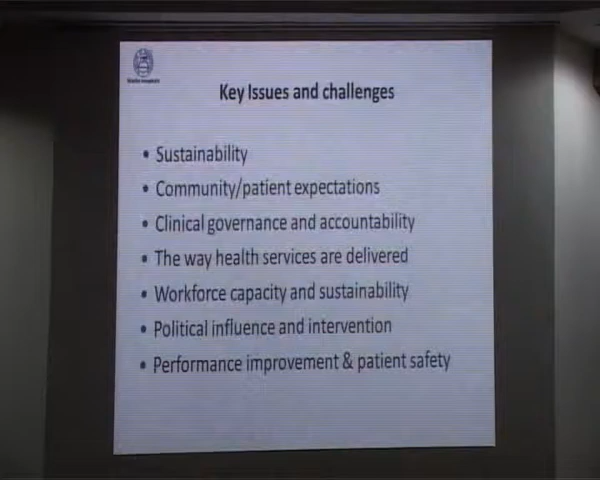 Key Issues and challenges
• Sustainability
• Community/patient expectations
• Clinical governance and accountability
• The way health services are delivered
• Workforce capacity and sustainability
• Political influence and intervention
• Performance improvement & patient safety